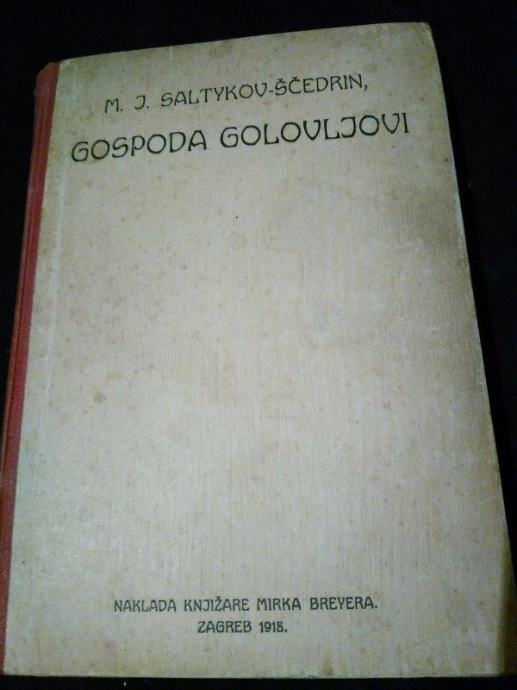 M. J. SALTYKOV-ŠČEDRIN,
GOSPODA GOLOVLJOVI
NAKLADA KNJIŽARE MIRKA BREYERA.
ZAGREB 1918.